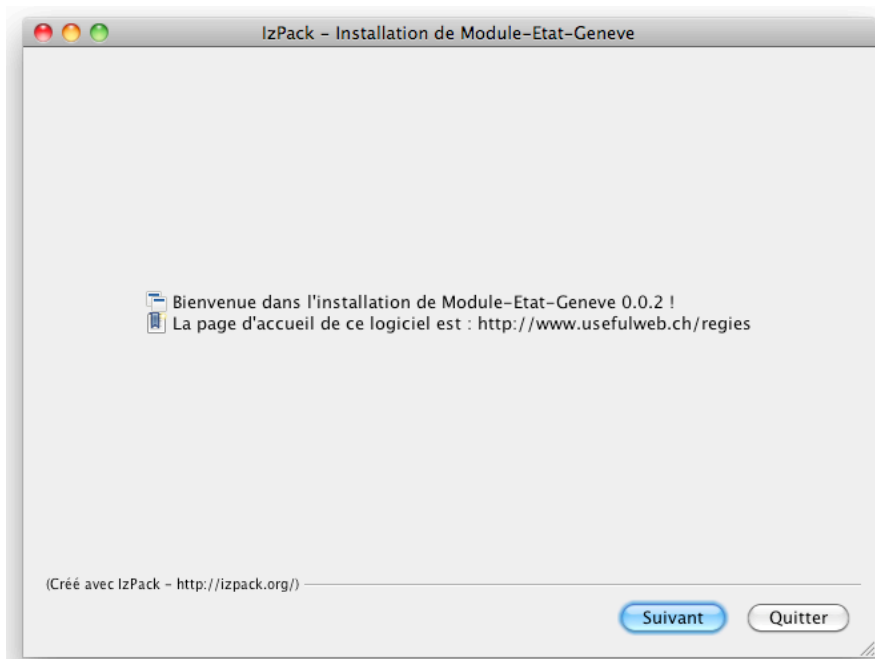 IzPack - Installation de Module-Etat-Geneve
Bienvenue dans l'installation de Module-Etat-Geneve 0.0.2 !
La page d'accueil de ce logiciel est : http://www.usefulweb.ch/regies
(Créé avec IzPack - http://izpack.org/)
Suivant
Quitter